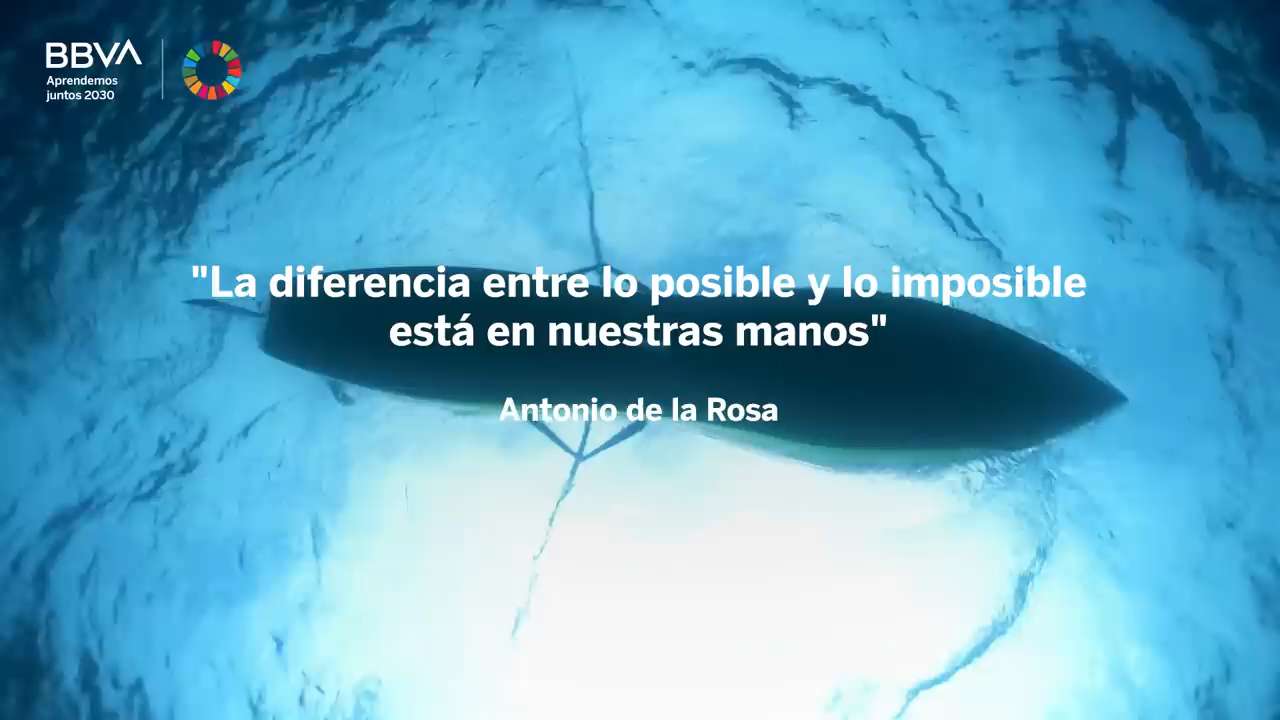 BBVA
Aprendemos
juntos 2030
"La diferencia entre lo posible y lo imposible
está en nuestras manos"
Antonio de la Rosa